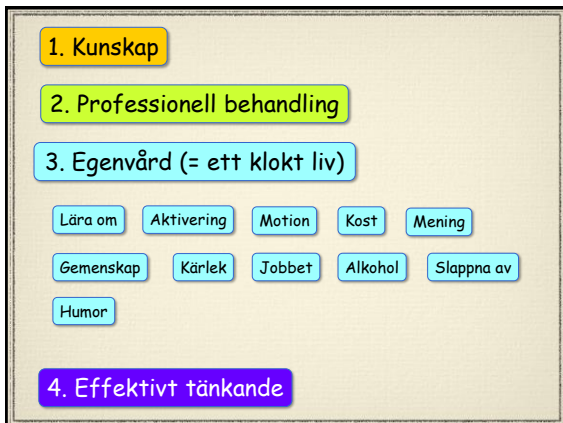 1. Kunskap
2. Professionell behandling
3. Egenvård (= ett klokt liv)
Lära om Aktivering Motion Kost Mening
Gemenskap Kärlek Jobbet Alkohol Slappna av
Humor
4. Effektivt tänkande